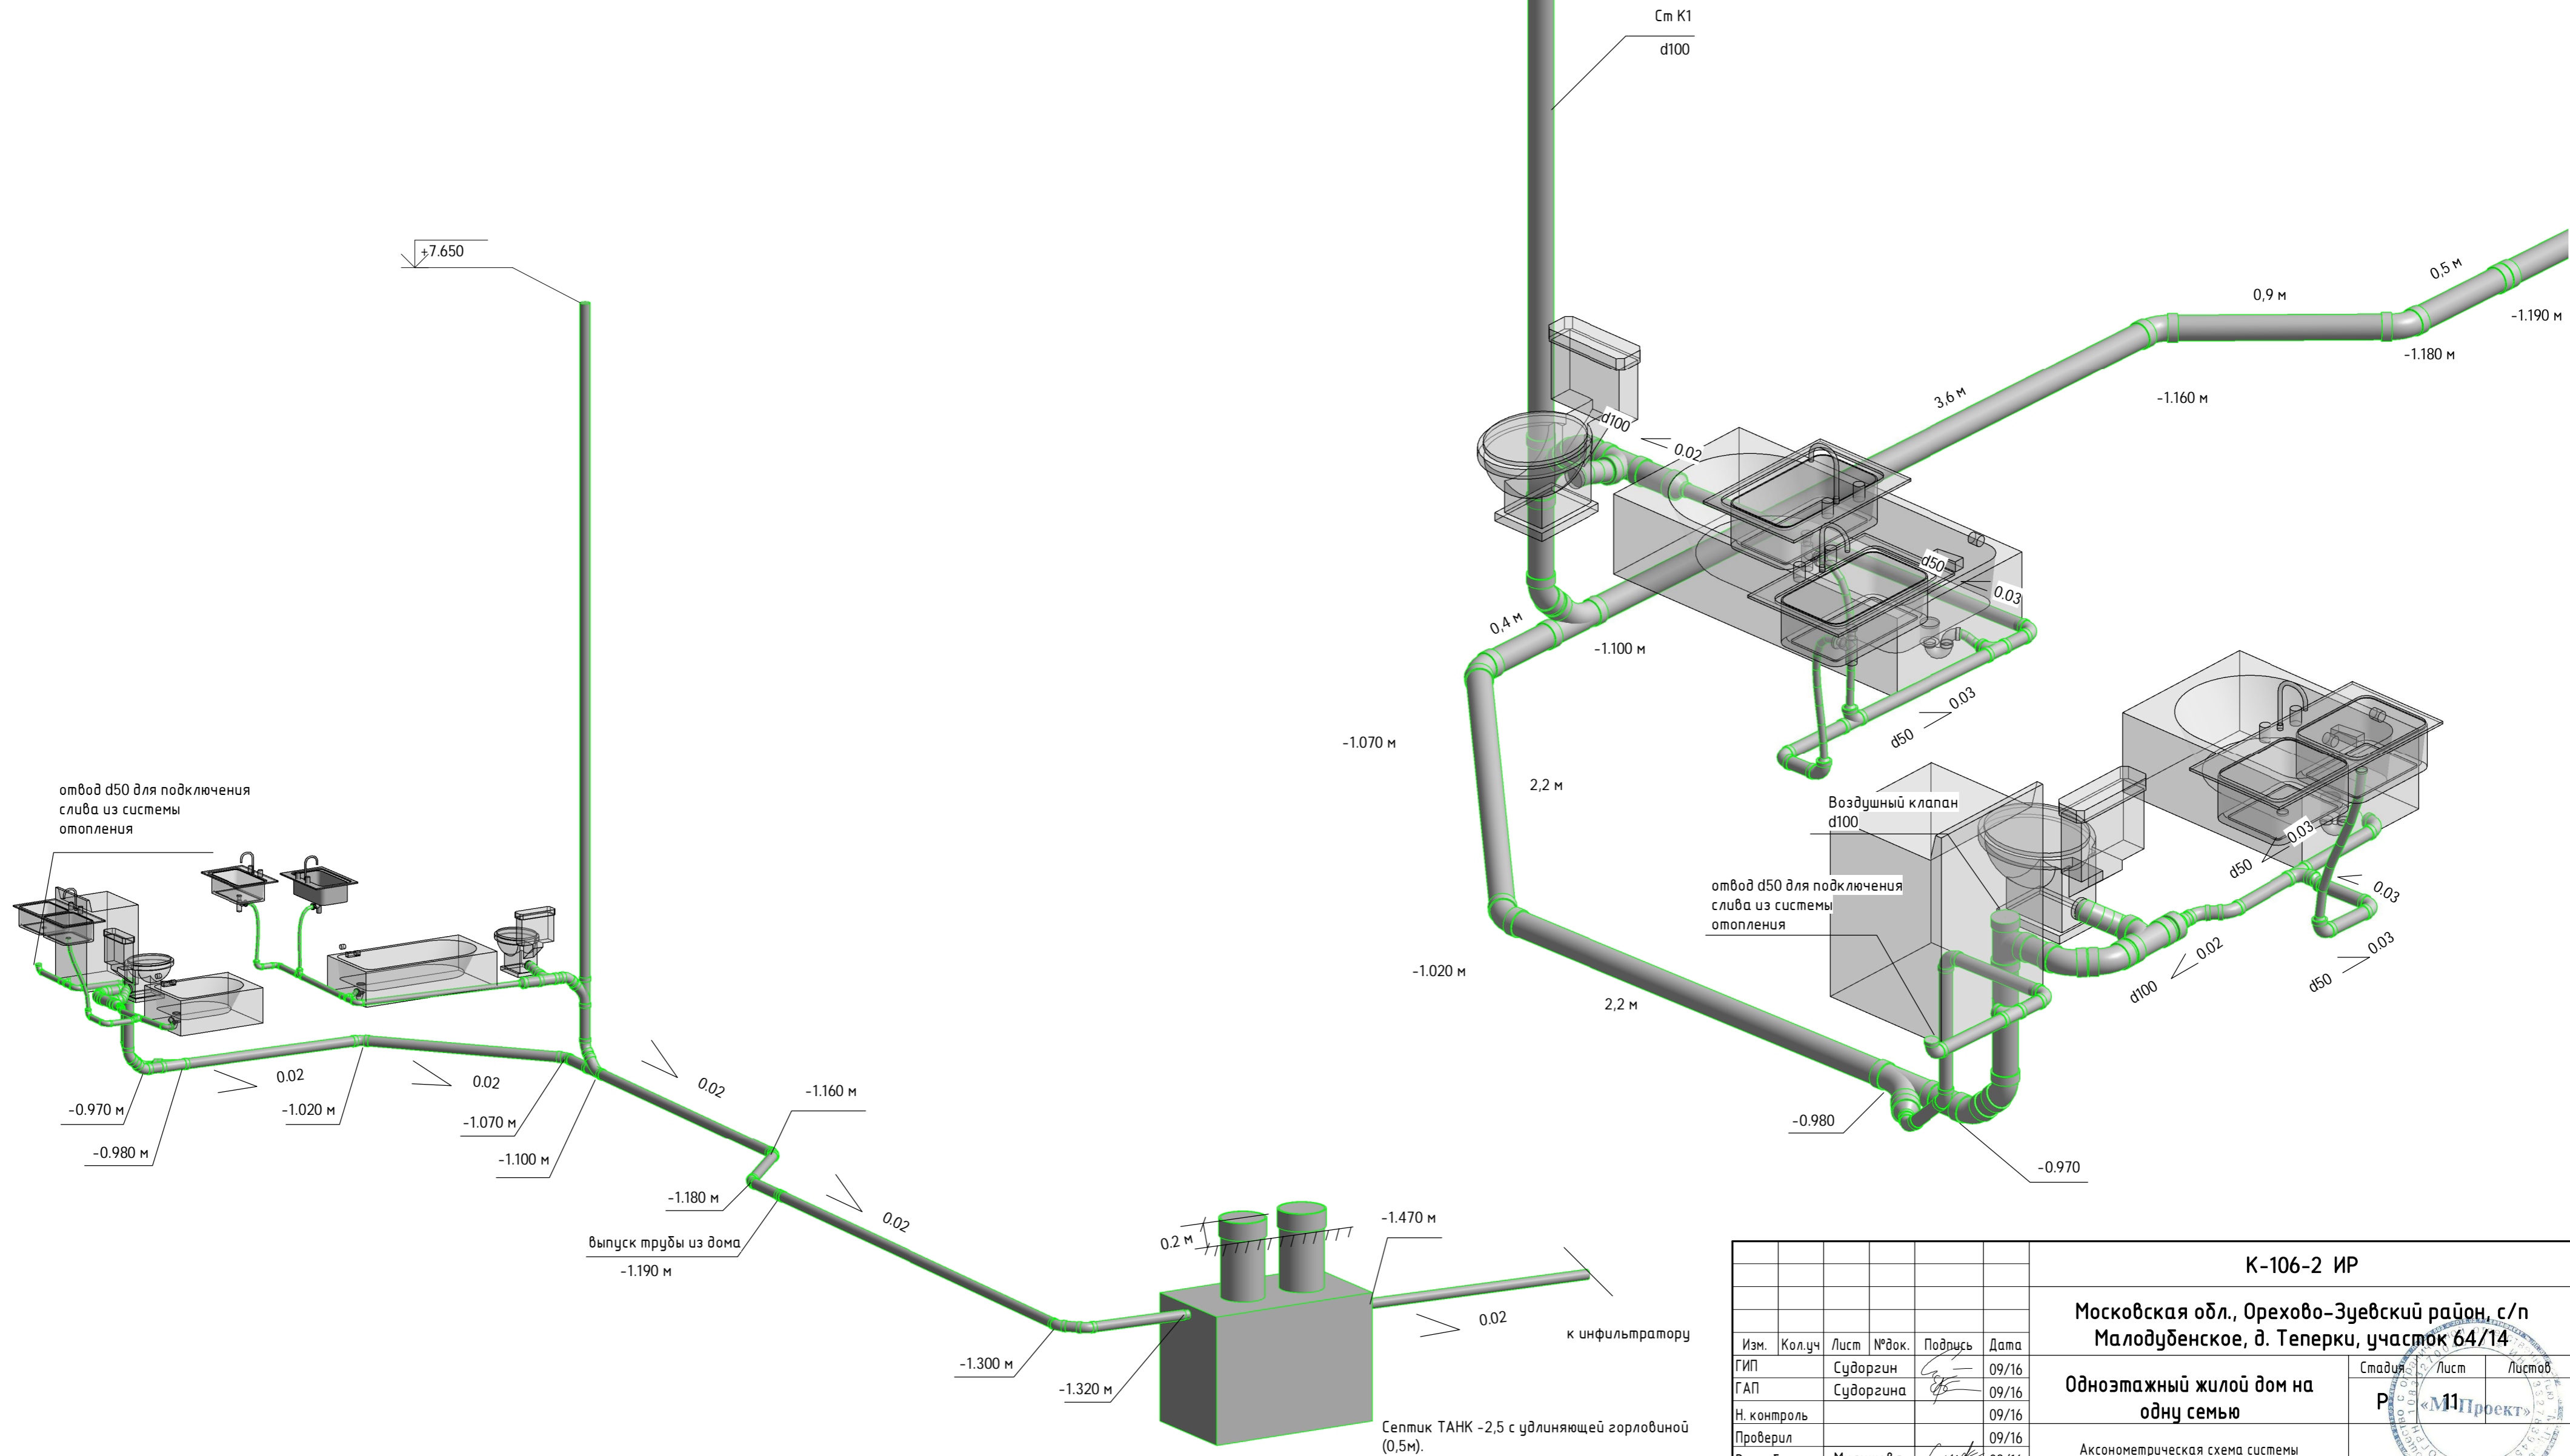 Ст К1
d100
+7.650
0,5 м
0,9 м
-1.190 м
-1.180 м
3,6 м
-1.160 м
d100
0.02
d50
0.03
0,4 м
-1.100 м
d50
0.03
-1.070 м
2,2 м
отвод d50 для подключения
слива из системы
отопления
Воздушный клапан
d100
отвод d50 для подключения
слива из системы
отопления
d50
0.03
0.03
d50
0.03
d100
0.02
-1.020 м
2,2 м
-0.980
-0.970
0.02
0.02
0.02
-0.970 м
-0.980 м
-1.020 м
-1.070 м
-1.100 м
-1.160 м
-1.180 м
0.02
выпуск трубы из дома
-1.190 м
0.2 м
-1.470 м
0.02
к инфильтратору
-1.300 м
-1.320 м
Септик ТАНК -2,5 с удлиняющей горловиной
(0,5м).
К-106-2 ИР
Московская обл., Орехово-Зуевский район, с/п
Малодубенское, д. Теперки, участок 64/14
Изм. Кол.уч Лист №док. Подпись Дата
ГИП Судоргин 09/16
ГАП Судоргина 09/16
Н. контроль 09/16
Проверил 09/16
Одноэтажный жилой дом на
одну семью
Стадия Лист Листов
Р 11
«М-Проект»
Аксонометрическая схема системы